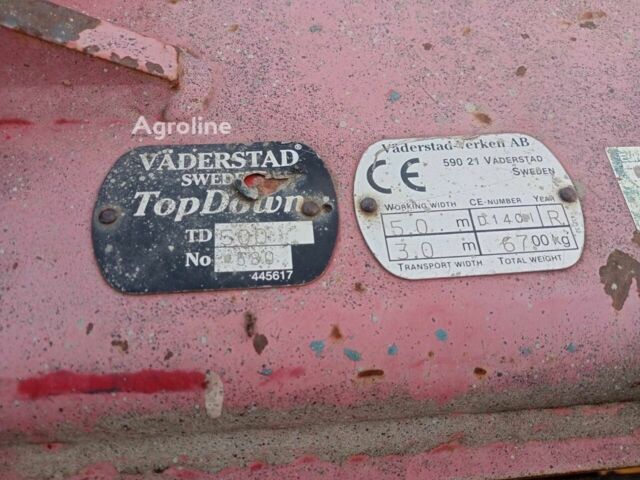 Agroline
VÄDERSTAD®
SWEDEN
TopDown
TD 500
No 580
445617
Väderstad-Verken AB
590 21 VÄDERSTAD
SWEDEN
CE
WORKING WIDTH CE-NUMBER YEAR
5.0 m R
3.0 m 6700 kg
TRANSPORT WIDTH TOTAL WEIGHT